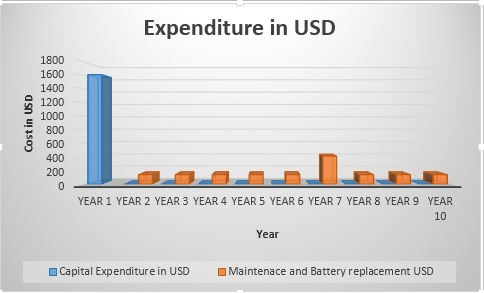 Expenditure in USD
1800
1600
1400
1200
1000
800
600
400
200
0
Cost in USD
YEAR 1 YEAR 2 YEAR 3 YEAR 4 YEAR 5 YEAR 6 YEAR 7 YEAR 8 YEAR 9 YEAR
10
Year
Capital Expenditure in USD Maintenace and Battery replacement USD